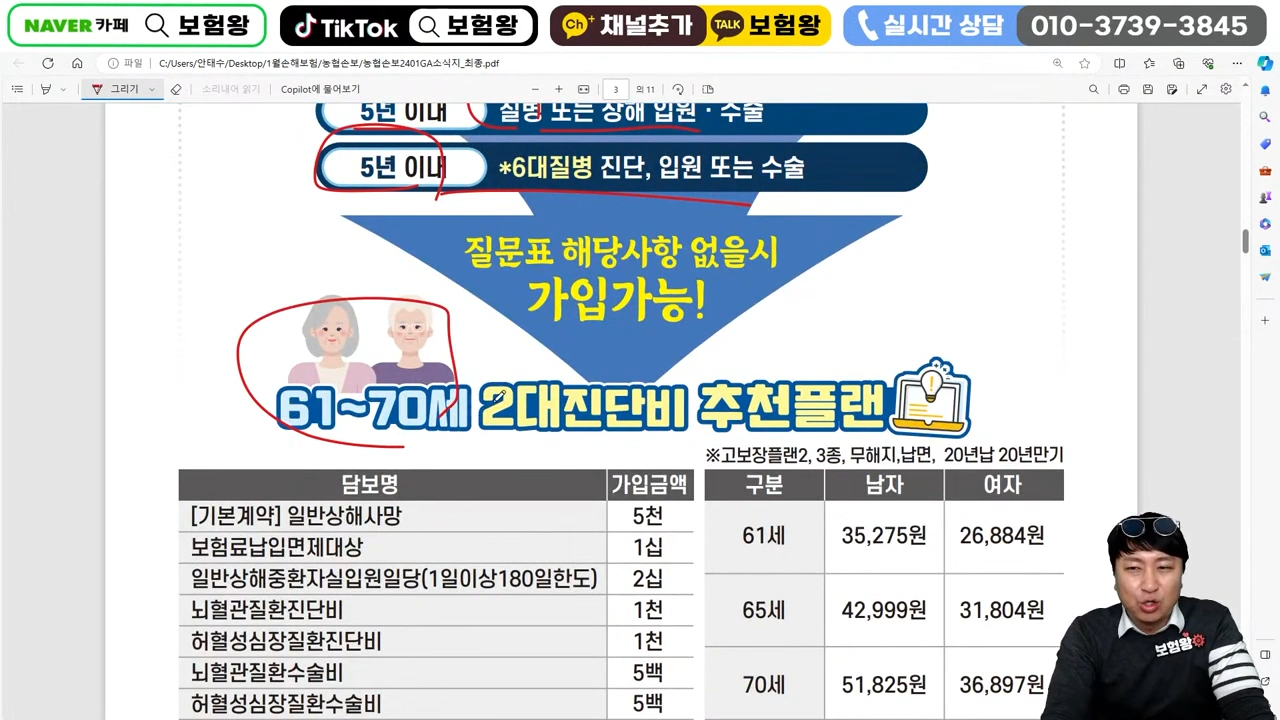 NAVER 카페 보험왕
TikTok 보험왕
Ch+ 채널추가 TALK 보험왕
실시간 상담 010-3739-3845
파일 C:/Users/안태수/Desktop/1월손해보험/농협손보/농협손보2401GA소식지_최종.pdf
그리기 소리내어 읽기 Copilot에 물어보기 3 의 11
5년 이내 질병 또는 상해 입원 · 수술
5년 이내 *6대질병 진단, 입원 또는 수술
질문표 해당사항 없을시
가입가능!
61~70세 2대진단비 추천플랜
※고보장플랜2, 3종, 무해지,납면, 20년납 20년만기
담보명 가입금액
[기본계약] 일반상해사망 5천
보험료납입면제대상 1십
일반상해중환자실입원일당(1일이상180일한도) 2십
뇌혈관질환진단비 1천
허혈성심장질환진단비 1천
뇌혈관질환수술비 5백
허혈성심장질환수술비 5백
구분 남자 여자
61세 35,275원 26,884원
65세 42,999원 31,804원
70세 51,825원 36,897원
보험왕